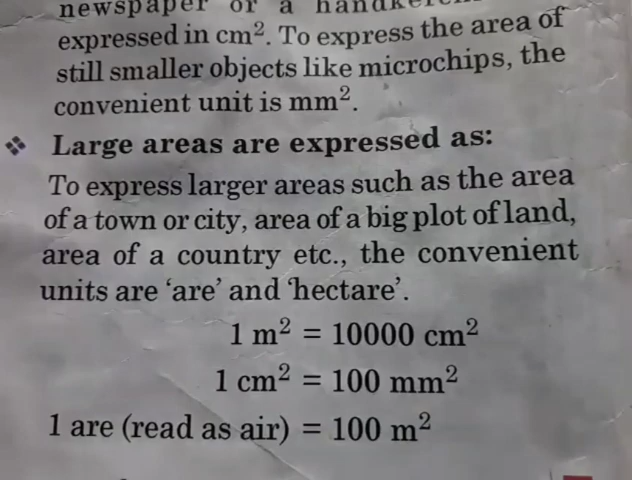 newspaper or a
expressed in cm². To express the area of
still smaller objects like microchips, the
convenient unit is mm².
❖ Large areas are expressed as:
To express larger areas such as the area
of a town or city, area of a big plot of land,
area of a country etc., the convenient
units are ‘are’ and ‘hectare’.
1 m² = 10000 cm²
1 cm² = 100 mm²
1 are (read as air) = 100 m²